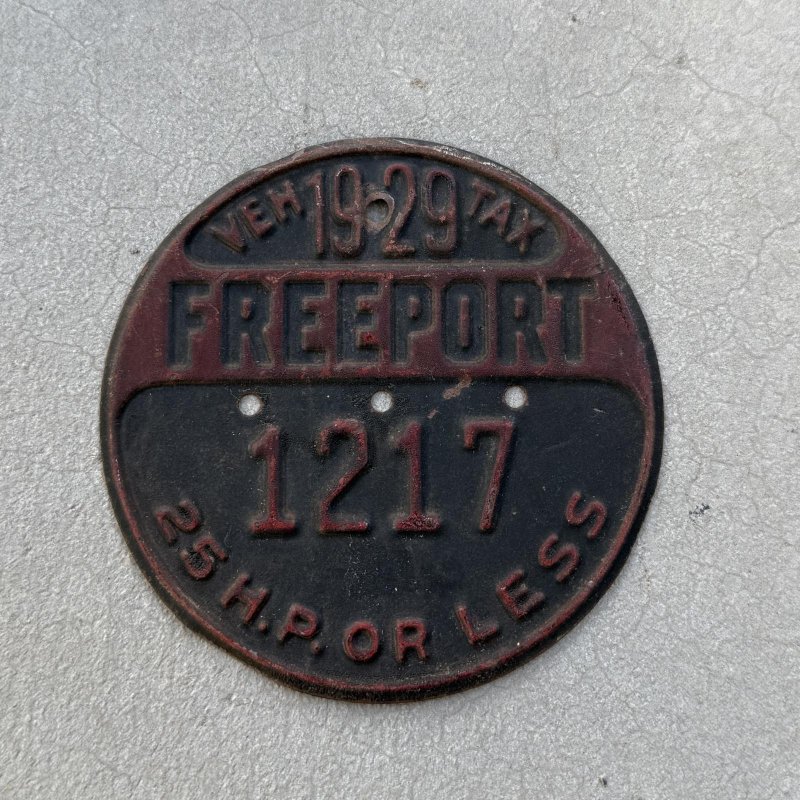 VEH 1929 TAX
FREEPORT
1217
25 H.P. OR LESS